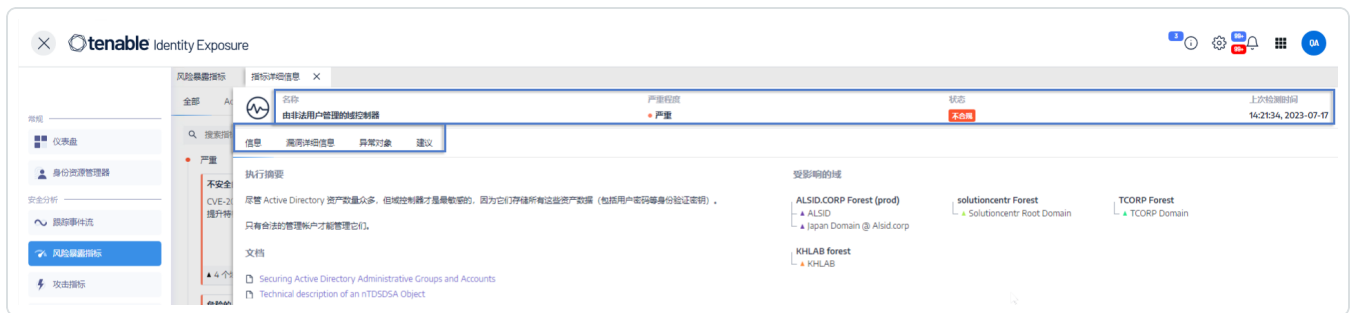 tenable Identity Exposure
3
99+
99+
QA
风险暴露指标
指标详细信息
全部
名称
严重程度
状态
上次检测时间
由非法用户管理的域控制器
严重
不合规
14:21:34, 2023-07-17
常规
仪表盘
身份资源管理器
安全分析
跟踪事件流
风险暴露指标
攻击指标
搜索指
严重
不安全
CVE-20
提升特
4 个
信息
漏洞详细信息
异常对象
建议
执行摘要
尽管 Active Directory 资产数量众多，但域控制器才是最敏感的，因为它们存储所有这些资产数据（包括用户密码等身份验证密钥）。
只有合法的管理帐户才能管理它们。
文档
Securing Active Directory Administrative Groups and Accounts
Technical description of an nTDSDSA Object
受影响的域
ALSID.CORP Forest (prod)
ALSID
Japan Domain @ Alsid.corp
solutioncentr Forest
Solutioncentr Root Domain
TCORP Forest
TCORP Domain
KHLAB forest
KHLAB